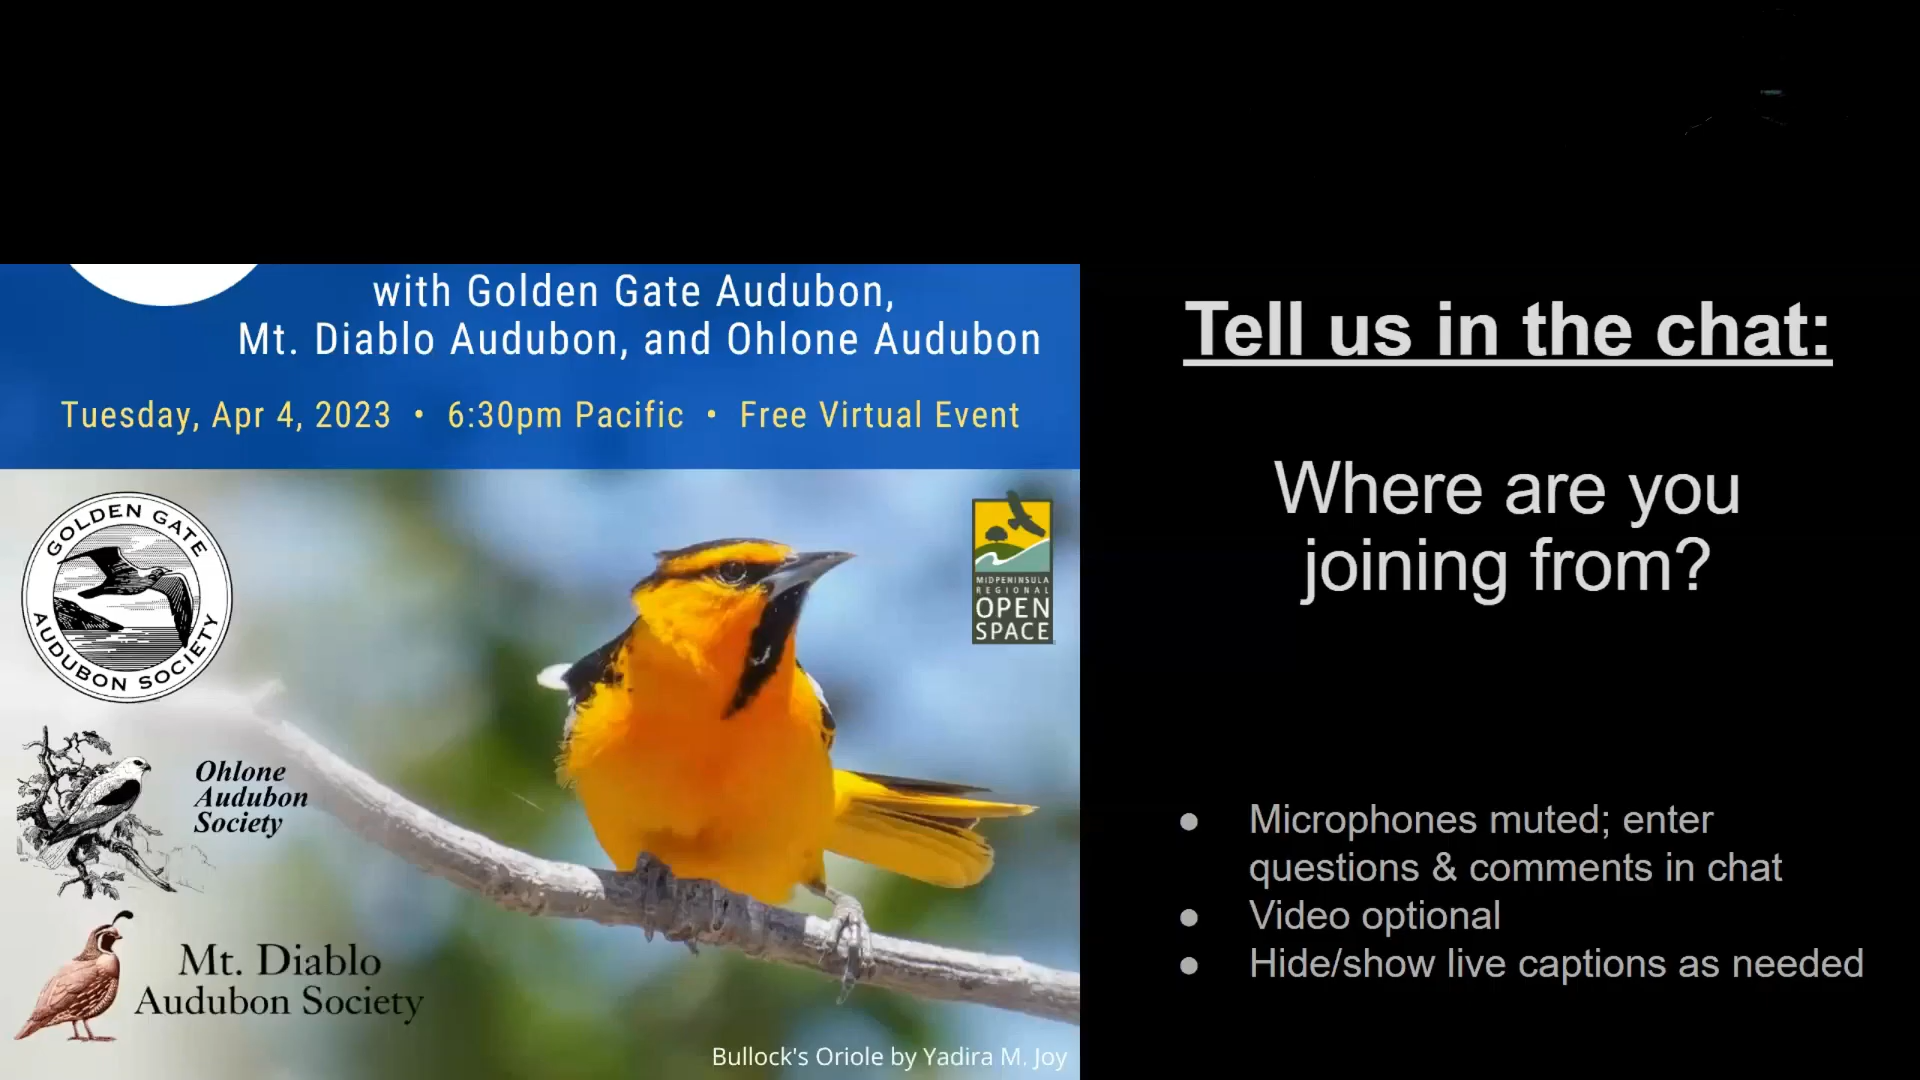 with Golden Gate Audubon,
Mt. Diablo Audubon, and Ohlone Audubon
Tuesday, Apr 4, 2023 • 6:30pm Pacific • Free Virtual Event
GOLDEN GATE
AUDUBON SOCIETY
MIDPENINSULA
REGIONAL
OPEN
SPACE
Ohlone
Audubon
Society
Mt. Diablo
Audubon Society
Bullock's Oriole by Yadira M. Joy
Tell us in the chat:
Where are you
joining from?
● Microphones muted; enter
questions & comments in chat
● Video optional
● Hide/show live captions as needed